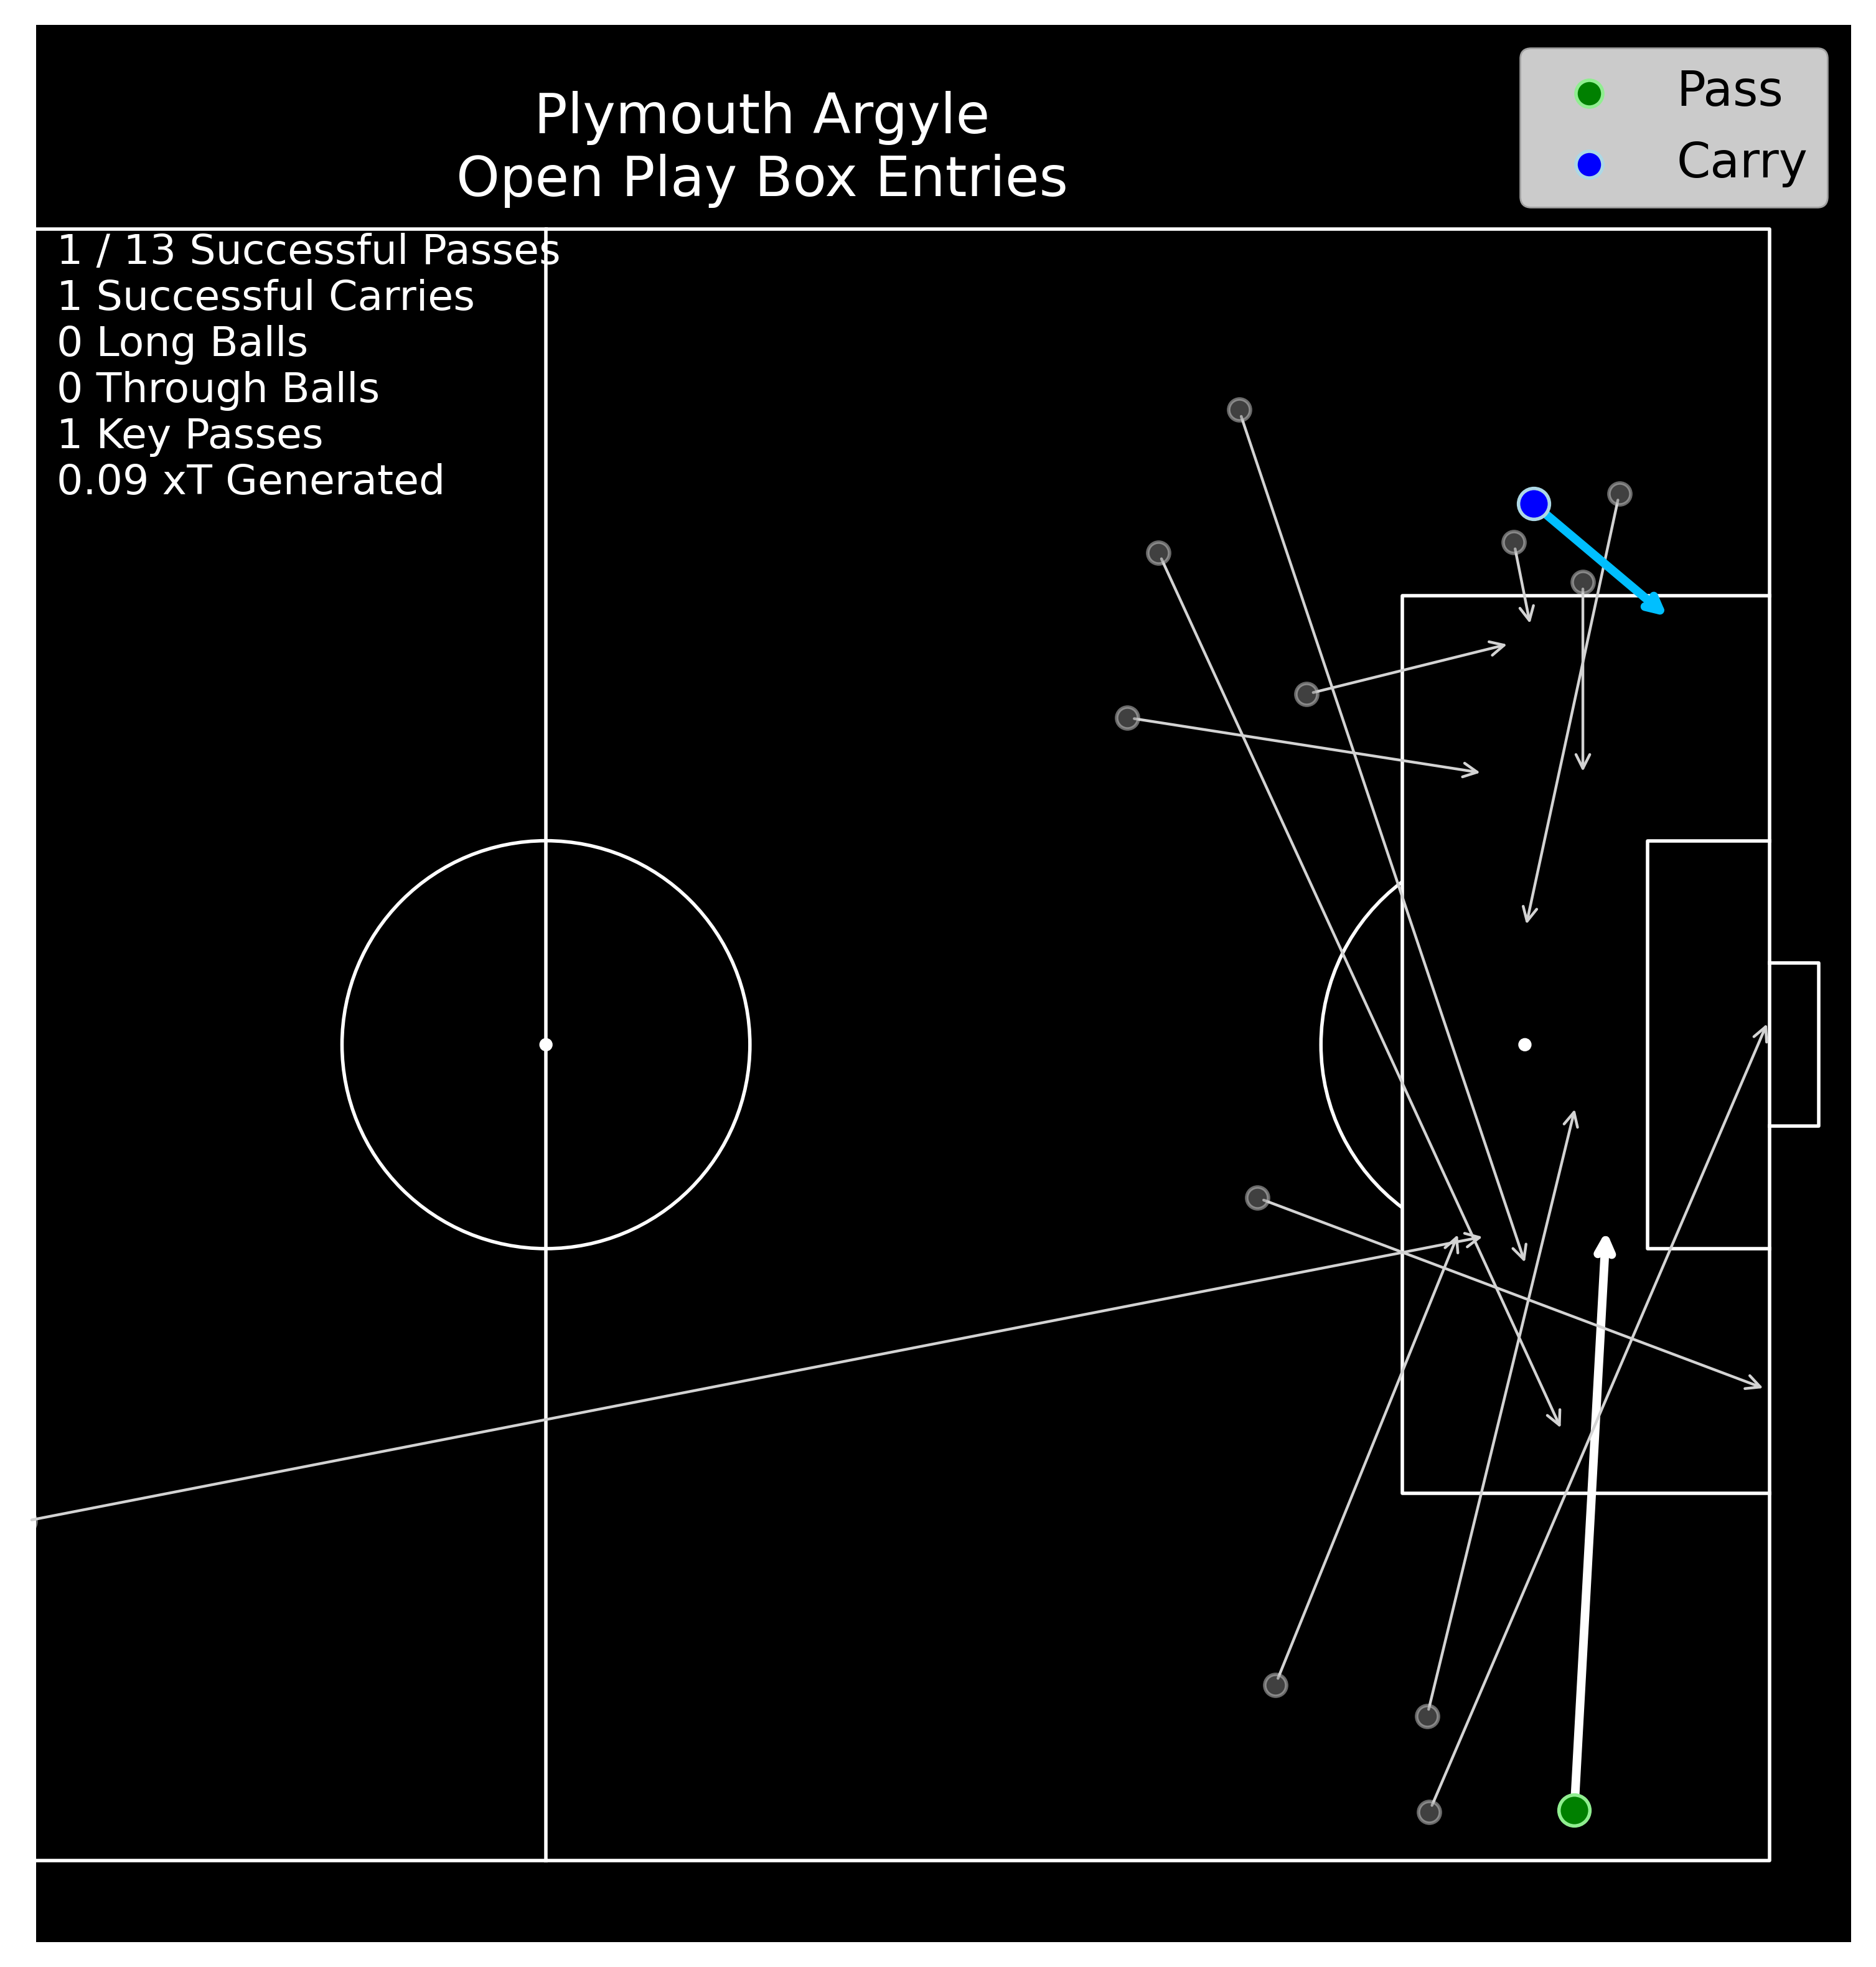 Plymouth Argyle
Open Play Box Entries
Pass
Carry
1 / 13 Successful Passes
1 Successful Carries
0 Long Balls
0 Through Balls
1 Key Passes
0.09 xT Generated